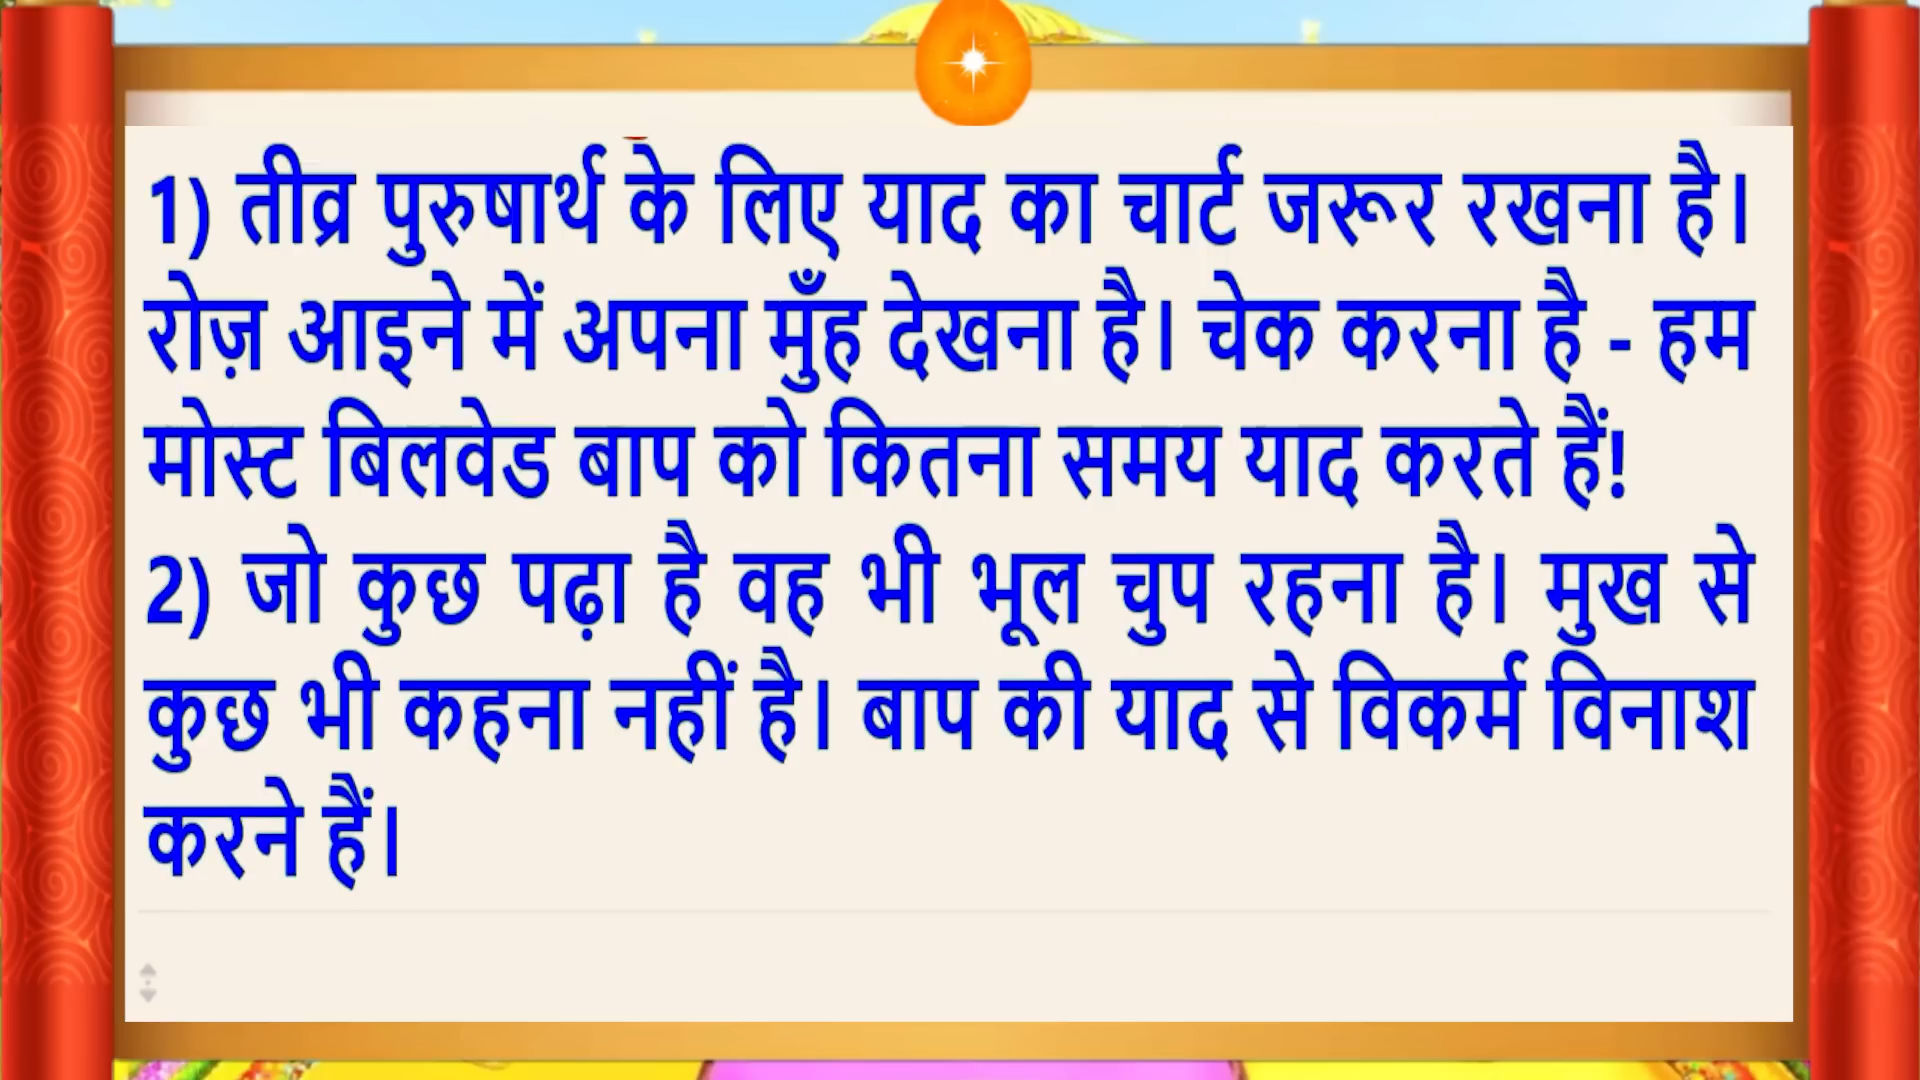 1) तीव्र पुरुषार्थ के लिए याद का चार्ट जरूर रखना है।
रोज़ आइने में अपना मुँह देखना है। चेक करना है - हम
मोस्ट बिलवेड बाप को कितना समय याद करते हैं!
2) जो कुछ पढ़ा है वह भी भूल चुप रहना है। मुख से
कुछ भी कहना नहीं है। बाप की याद से विकर्म विनाश
करने हैं।